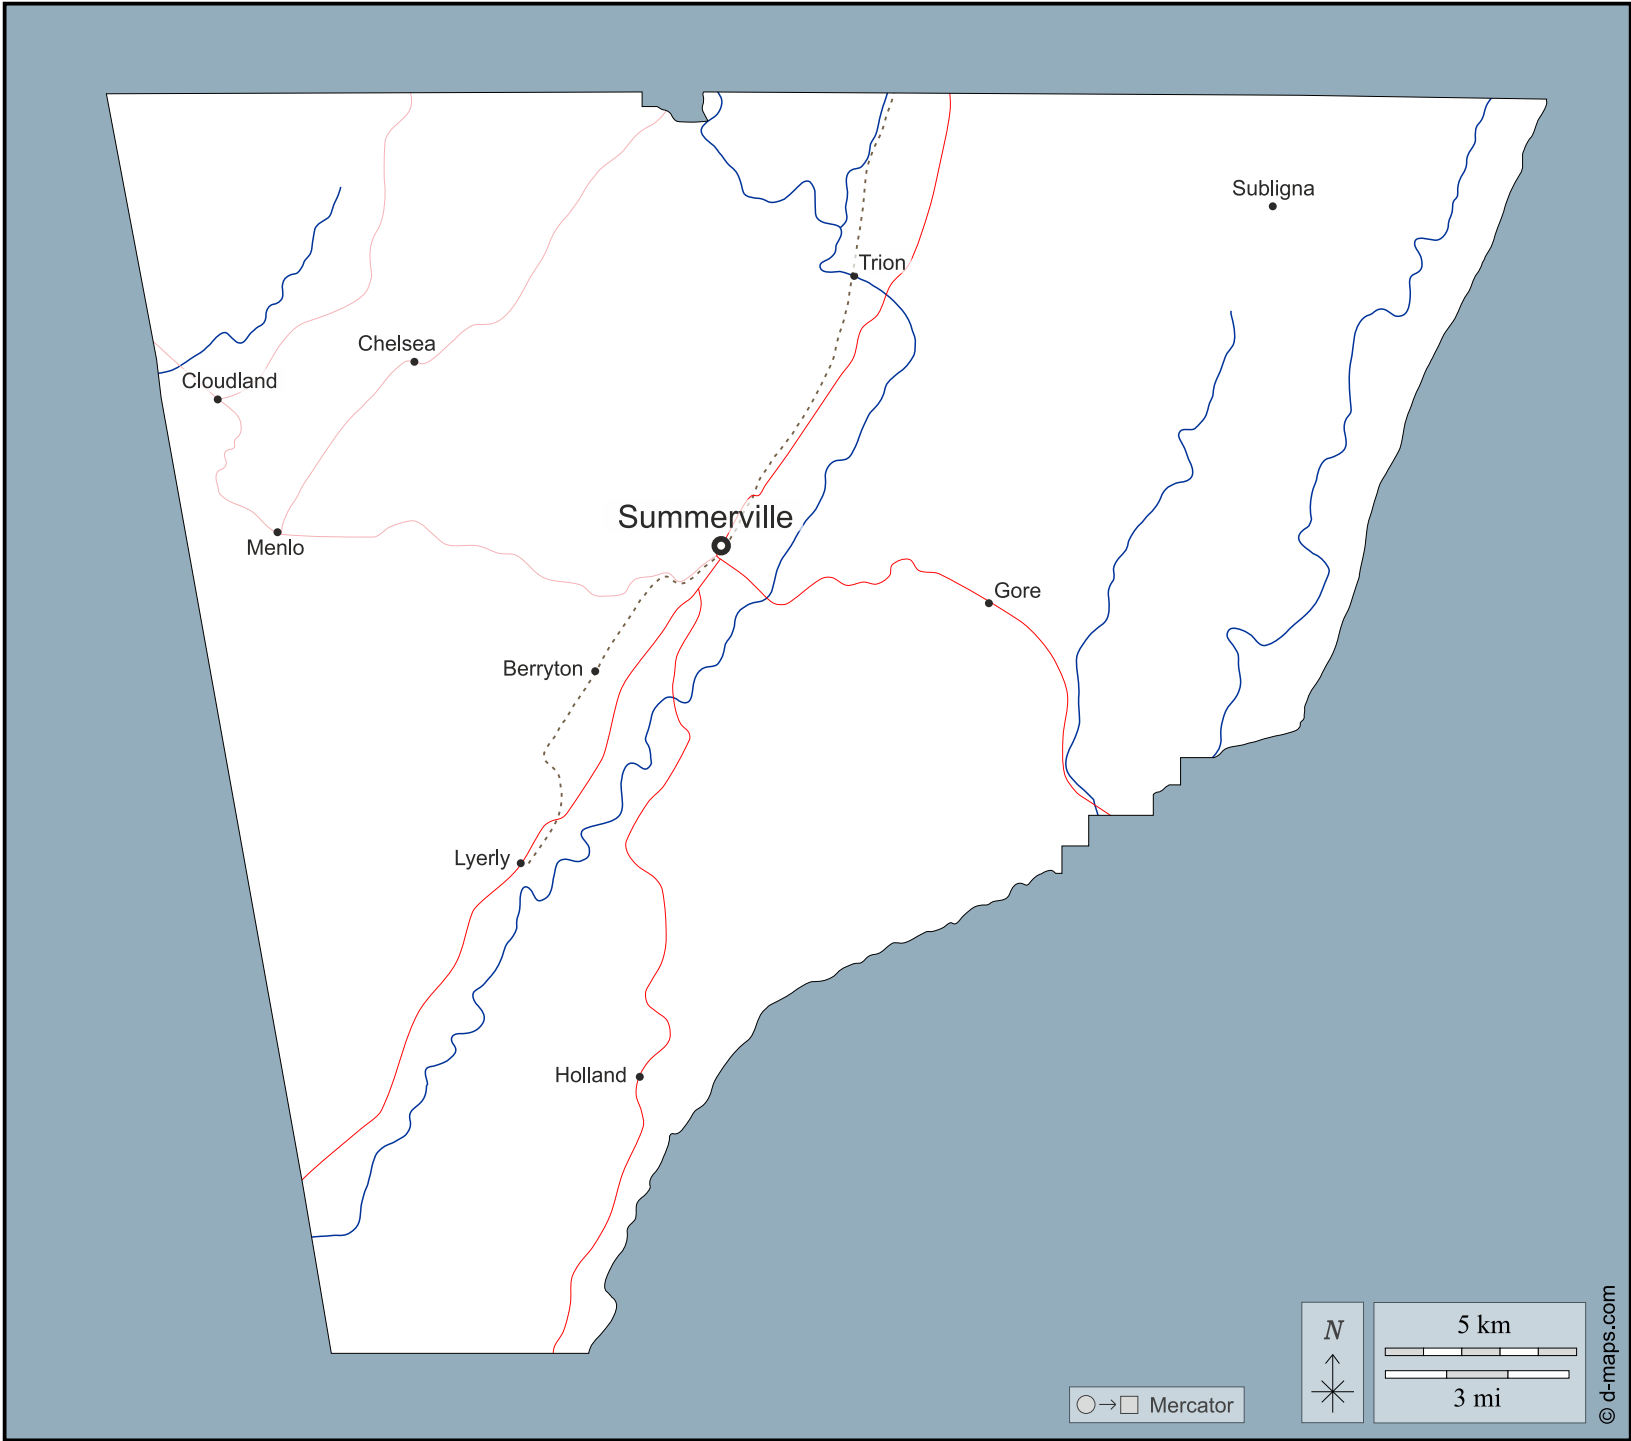 Subligna
Trion
Chelsea
Cloudland
Summerville
Menlo
Gore
Berryton
Lyerly
Holland
N
5 km
3 mi
Mercator
© d-maps.com